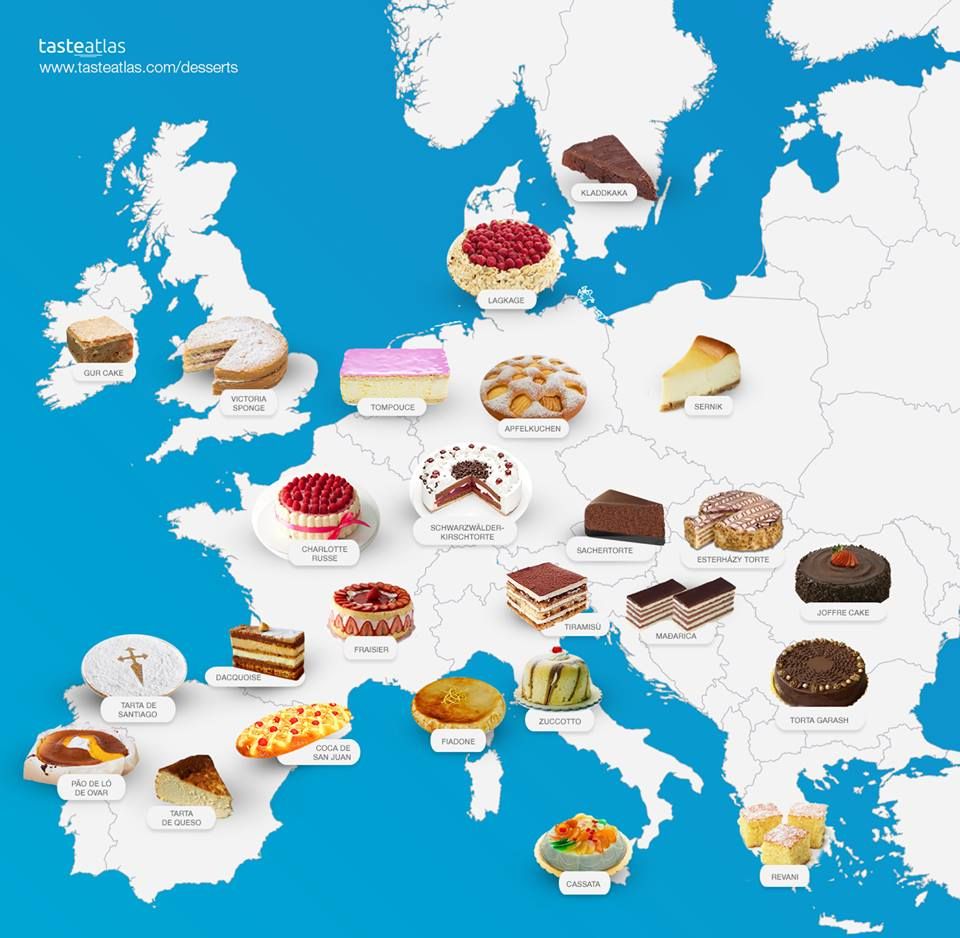 tasteatlas
www.tasteatlas.com/desserts
KLADDKAKA
LAGKAGE
GUR CAKE
VICTORIA
SPONGE
TOMPOUCE
APFELKUCHEN
SERNIK
CHARLOTTE
RUSSE
SCHWARZWÄLDER-
KIRSCHTORTE
SACHERTORTE
ESTERHÁZY TORTE
JOFFRE CAKE
FRAISIER
TIRAMISÙ
MAĐARICA
DACQUOISE
TARTA DE
SANTIAGO
ZUCCOTTO
TORTA GARASH
FIADONE
COCA DE
SAN JUAN
PÃO DE LÓ
DE OVAR
TARTA
DE QUESO
CASSATA
REVANI